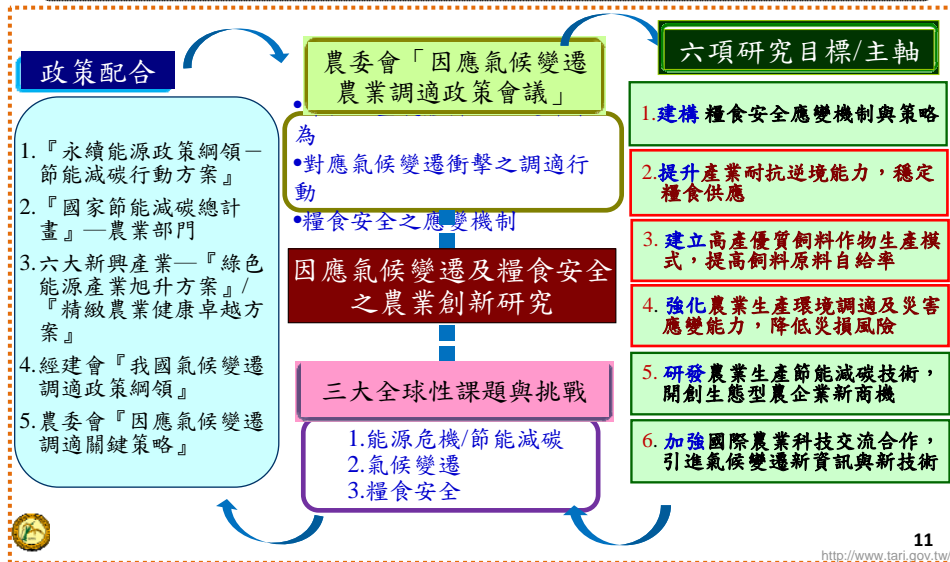 政策配合
1.『永續能源政策綱領－
節能減碳行動方案』
2.『國家節能減碳總計
畫』—農業部門
3.六大新興產業—『綠色
能源產業旭升方案』/
『精緻農業健康卓越方
案』
4.經建會『我國氣候變遷
調適政策綱領』
5.農委會『因應氣候變遷
調適關鍵策略』
農委會「因應氣候變遷
農業調適政策會議」
為
•對應氣候變遷衝擊之調適行
動
•糧食安全之應變機制
因應氣候變遷及糧食安全
之農業創新研究
三大全球性課題與挑戰
1.能源危機/節能減碳
2.氣候變遷
3.糧食安全
六項研究目標/主軸
1.建構 糧食安全應變機制與策略
2.提升產業耐抗逆境能力，穩定
糧食供應
3. 建立高產優質飼料作物生產模
式，提高飼料原料自給率
4. 強化農業生產環境調適及災害
應變能力，降低災損風險
5. 研發農業生產節能減碳技術，
開創生態型農企業新商機
6. 加強國際農業科技交流合作，
引進氣候變遷新資訊與新技術
11
http://www.tari.gov.tw/